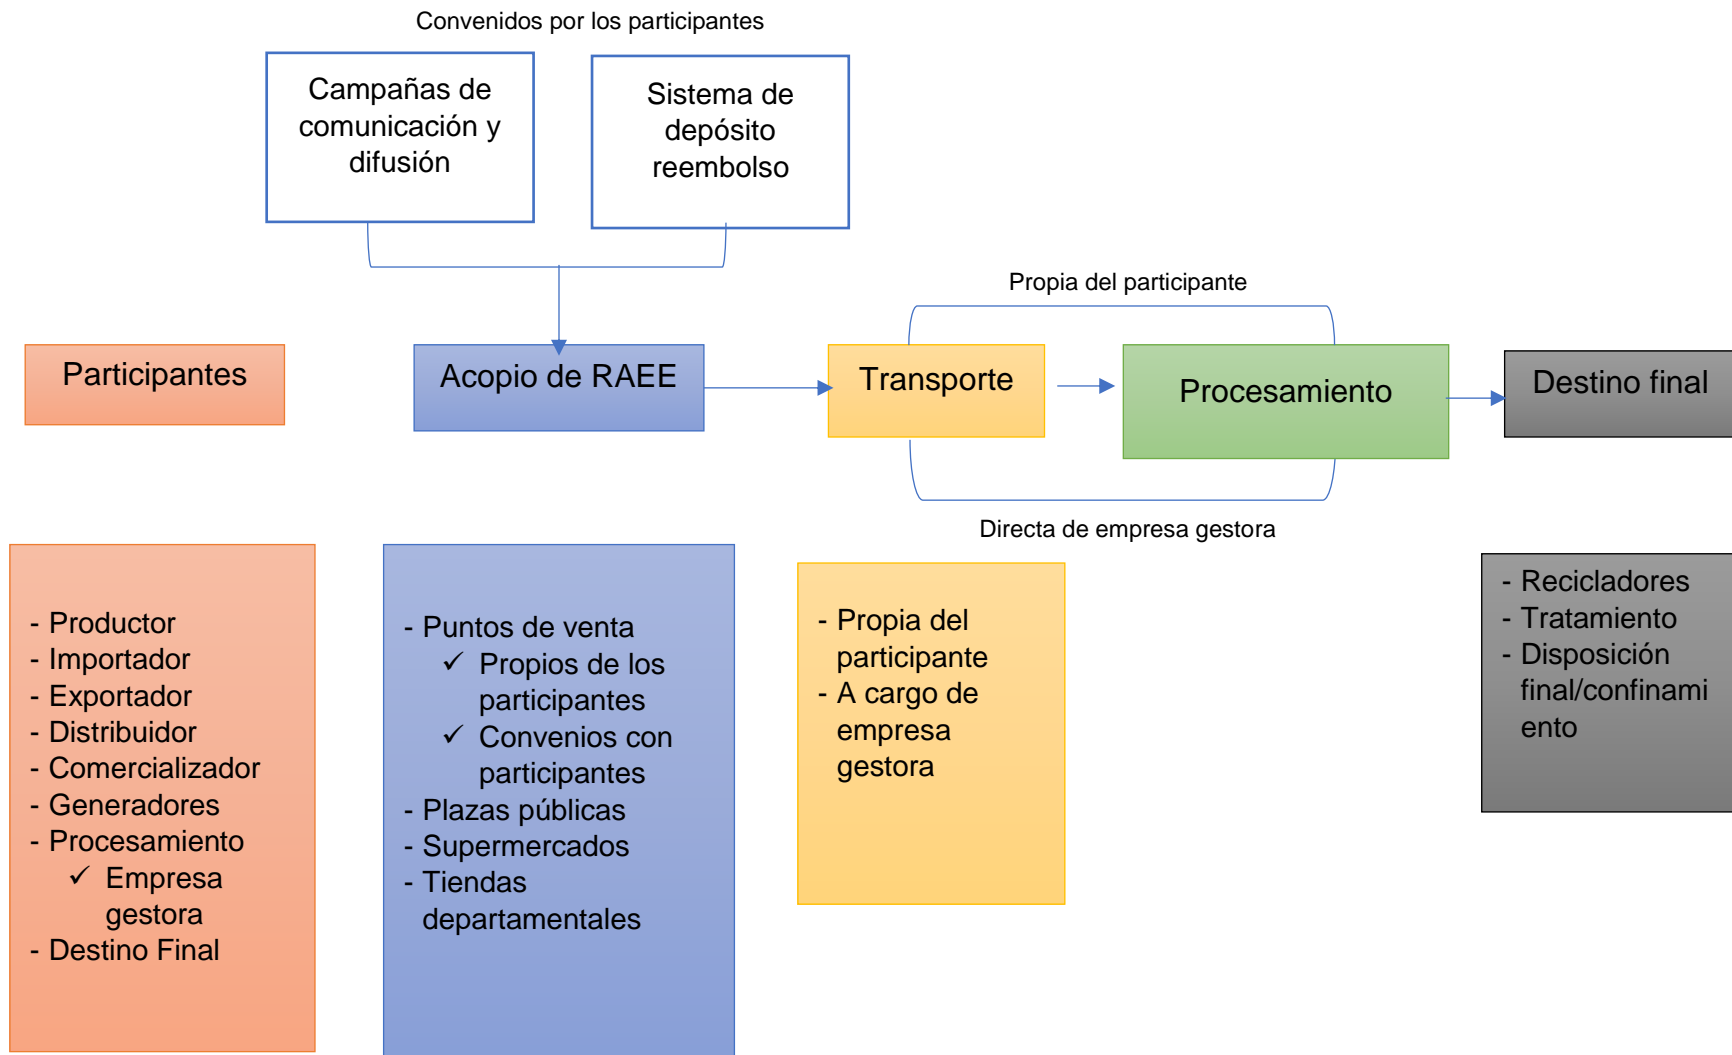 Convenidos por los participantes
Campañas de
comunicación y
difusión
Sistema de
depósito
reembolso
Propia del participante
Participantes
Acopio de RAEE
Transporte
Procesamiento
Destino final
Directa de empresa gestora
- Productor
- Importador
- Exportador
- Distribuidor
- Comercializador
- Generadores
- Procesamiento
✓ Empresa
gestora
- Destino Final
- Puntos de venta
✓ Propios de los
participantes
✓ Convenios con
participantes
- Plazas públicas
- Supermercados
- Tiendas
departamentales
- Propia del
participante
- A cargo de
empresa
gestora
- Recicladores
- Tratamiento
- Disposición
final/confinami
ento